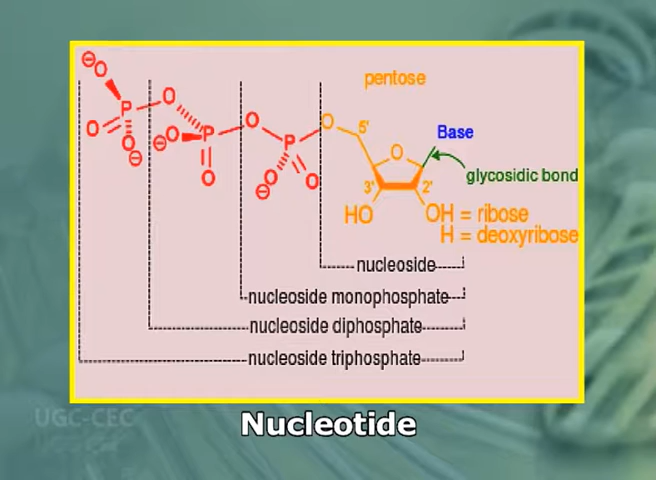 pentose
⊖O
O
P
O
O
O⊖
⊖O
P
O
O
P
O⊖
O
O
5'
O
Base
glycosidic bond
3'
2'
HO
OH = ribose
H = deoxyribose
nucleoside
nucleoside monophosphate
nucleoside diphosphate
nucleoside triphosphate
UGC-CEC
Nucleotide